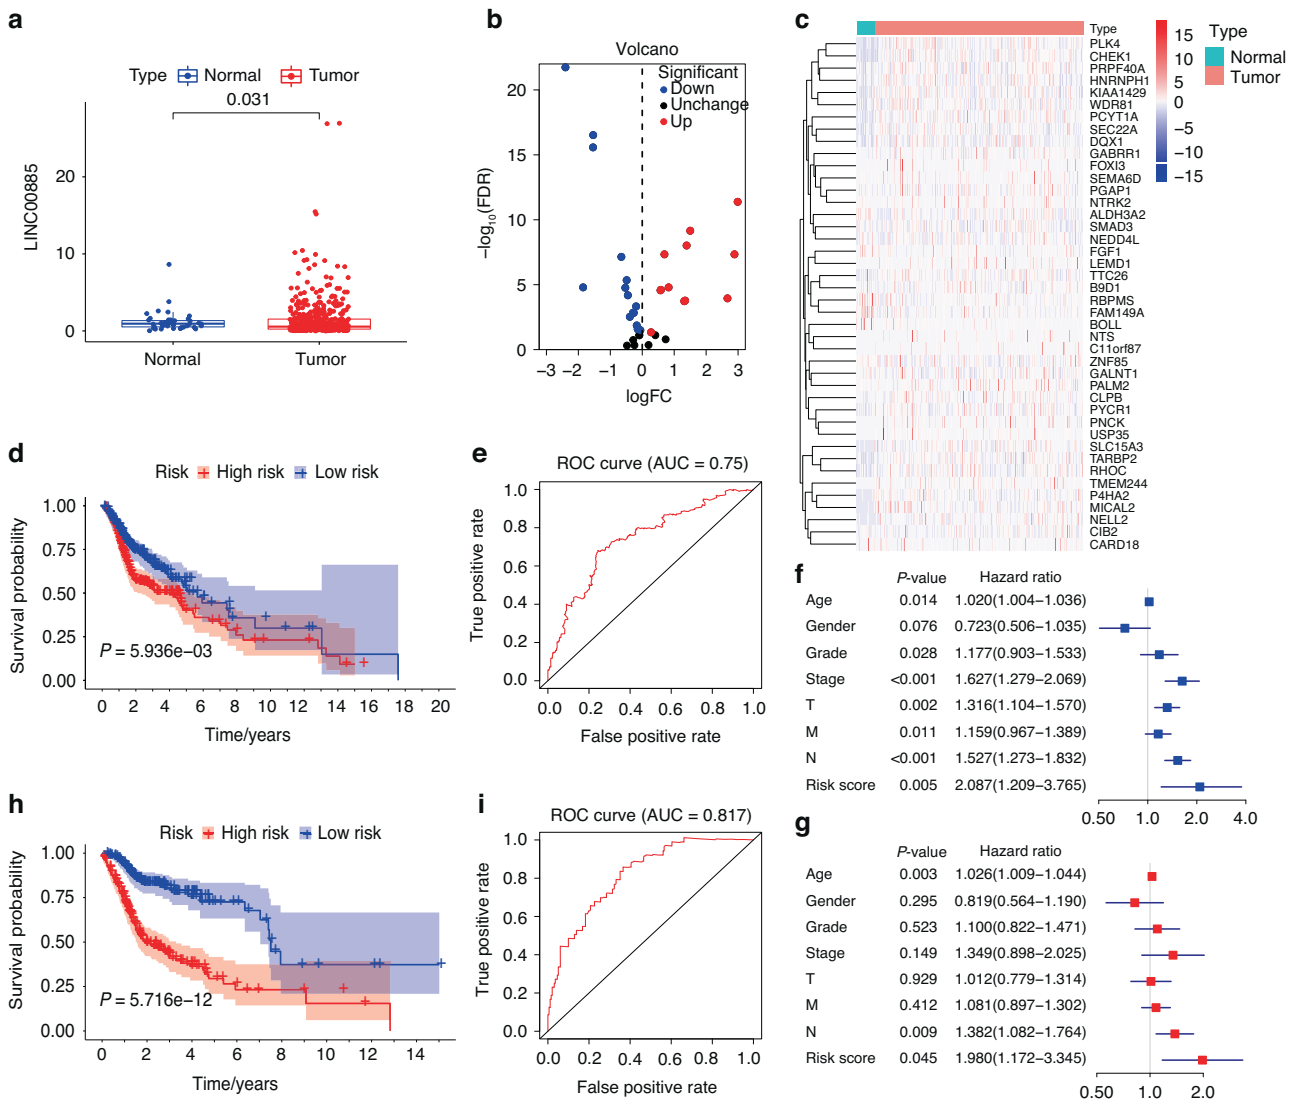 a
Type Normal Tumor
0.031
LINC00885
20
10
0
Normal Tumor
b
Volcano
Significant
Down
Unchange
Up
−log10(FDR)
20
15
10
5
0
−3 −2 −1 0 1 2 3
logFC
c
Type
PLK4
CHEK1
PRPF40A
HNRNPH1
KIAA1429
WDR81
PCYT1A
SEC22A
DQX1
GABRR1
FOXI3
SEMA6D
PGAP1
NTRK2
ALDH3A2
SMAD3
NEDD4L
FGF1
LEMD1
TTC26
B9D1
RBPMS
FAM149A
BOLL
NTS
C11orf87
ZNF85
GALNT1
PALM2
CLPB
PYCR1
PNCK
USP35
SLC15A3
TARBP2
RHOC
TMEM244
P4HA2
MICAL2
NELL2
CIB2
CARD18
15
10
5
0
−5
−10
−15
Type
Normal
Tumor
d
Risk High risk Low risk
Survival probability
1.00
0.75
0.50
0.25
0.00
P = 5.936e−03
0 2 4 6 8 10 12 14 16 18 20
Time/years
e
ROC curve (AUC = 0.75)
True positive rate
1.0
0.8
0.6
0.4
0.2
0.0
0.0 0.2 0.4 0.6 0.8 1.0
False positive rate
f
P-value Hazard ratio
Age 0.014 1.020(1.004−1.036)
Gender 0.076 0.723(0.506−1.035)
Grade 0.028 1.177(0.903−1.533)
Stage <0.001 1.627(1.279−2.069)
T 0.002 1.316(1.104−1.570)
M 0.011 1.159(0.967−1.389)
N <0.001 1.527(1.273−1.832)
Risk score 0.005 2.087(1.209−3.765)
0.50 1.0 2.0 4.0
g
P-value Hazard ratio
Age 0.003 1.026(1.009−1.044)
Gender 0.295 0.819(0.564−1.190)
Grade 0.523 1.100(0.822−1.471)
Stage 0.149 1.349(0.898−2.025)
T 0.929 1.012(0.779−1.314)
M 0.412 1.081(0.897−1.302)
N 0.009 1.382(1.082−1.764)
Risk score 0.045 1.980(1.172−3.345)
0.50 1.0 2.0
h
Risk High risk Low risk
Survival probability
1.00
0.75
0.50
0.25
0.00
P = 5.716e−12
0 2 4 6 8 10 12 14
Time/years
i
ROC curve (AUC = 0.817)
True positive rate
1.0
0.8
0.6
0.4
0.2
0.0
0.0 0.2 0.4 0.6 0.8 1.0
False positive rate